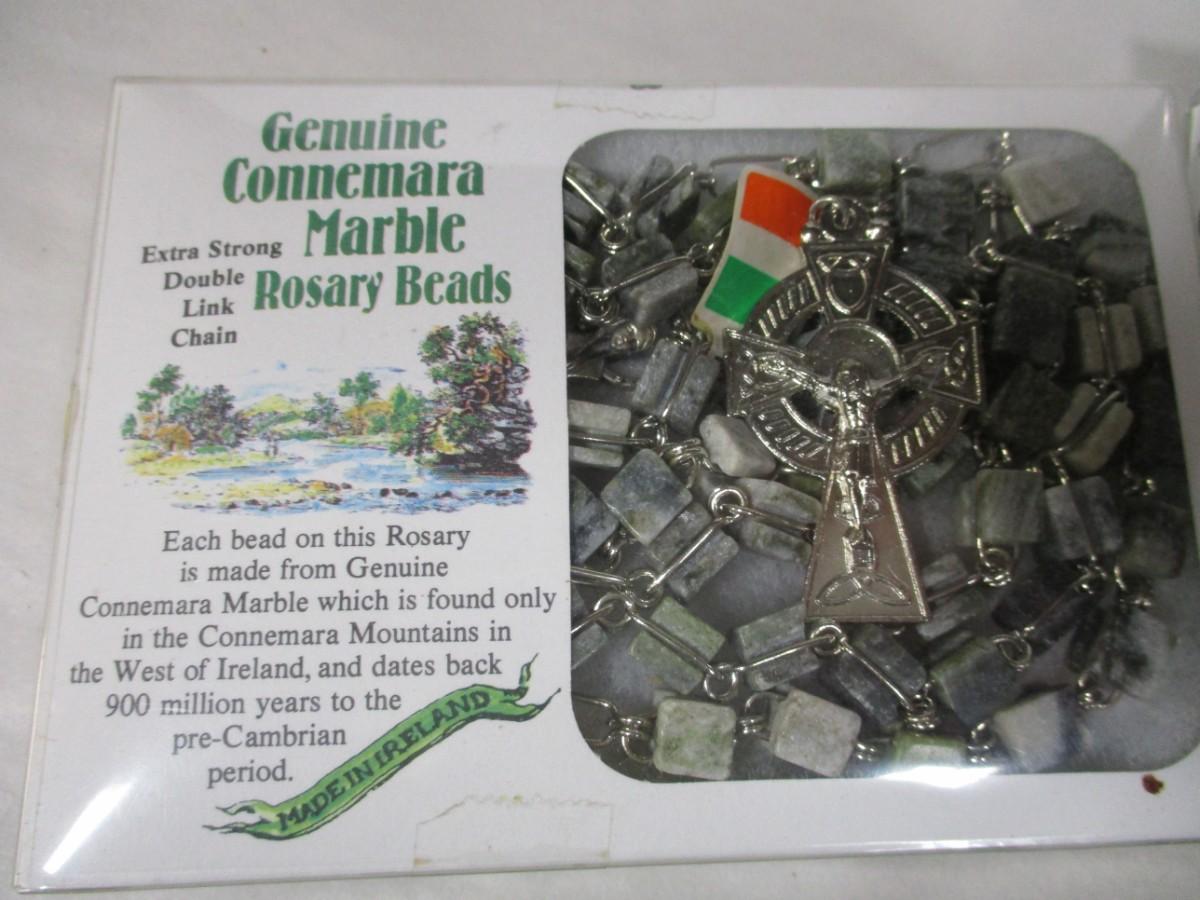 Genuine
Connemara
Marble
Rosary Beads
Extra Strong
Double
Link
Chain
Each bead on this Rosary
is made from Genuine
Connemara Marble which is found only
in the Connemara Mountains in
the West of Ireland, and dates back
900 million years to the
pre-Cambrian
period.
MADE IN IRELAND